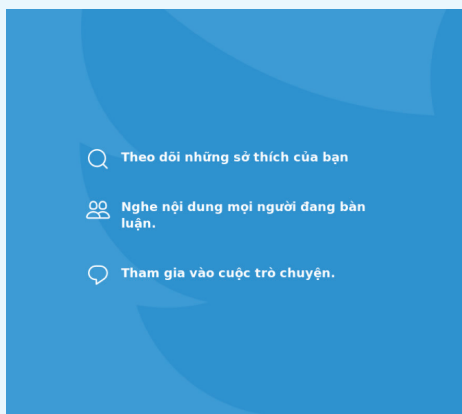 Theo dõi những sở thích của bạn
Nghe nội dung mọi người đang bàn
luận.
Tham gia vào cuộc trò chuyện.